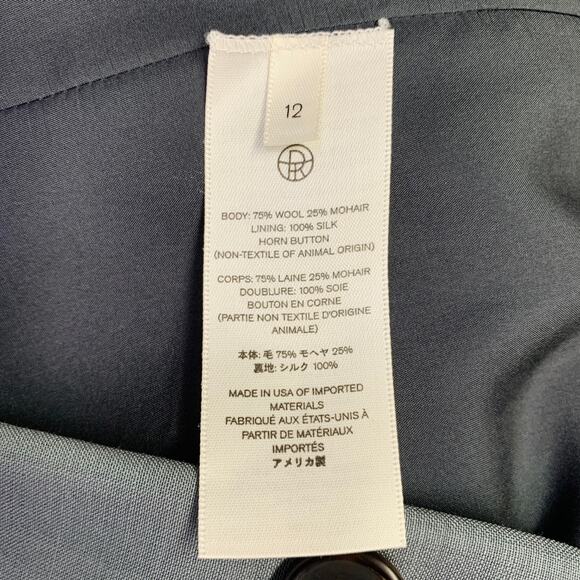 12
BODY: 75% WOOL 25% MOHAIR
LINING: 100% SILK
HORN BUTTON
(NON-TEXTILE OF ANIMAL ORIGIN)
CORPS: 75% LAINE 25% MOHAIR
DOUBLURE: 100% SOIE
BOUTON EN CORNE
(PARTIE NON TEXTILE D'ORIGINE
ANIMALE)
本体: 毛 75% モヘヤ 25%
裏地: シルク 100%
MADE IN USA OF IMPORTED
MATERIALS
FABRIQUÉ AUX ÉTATS-UNIS À
PARTIR DE MATÉRIAUX
IMPORTÉS
アメリカ製